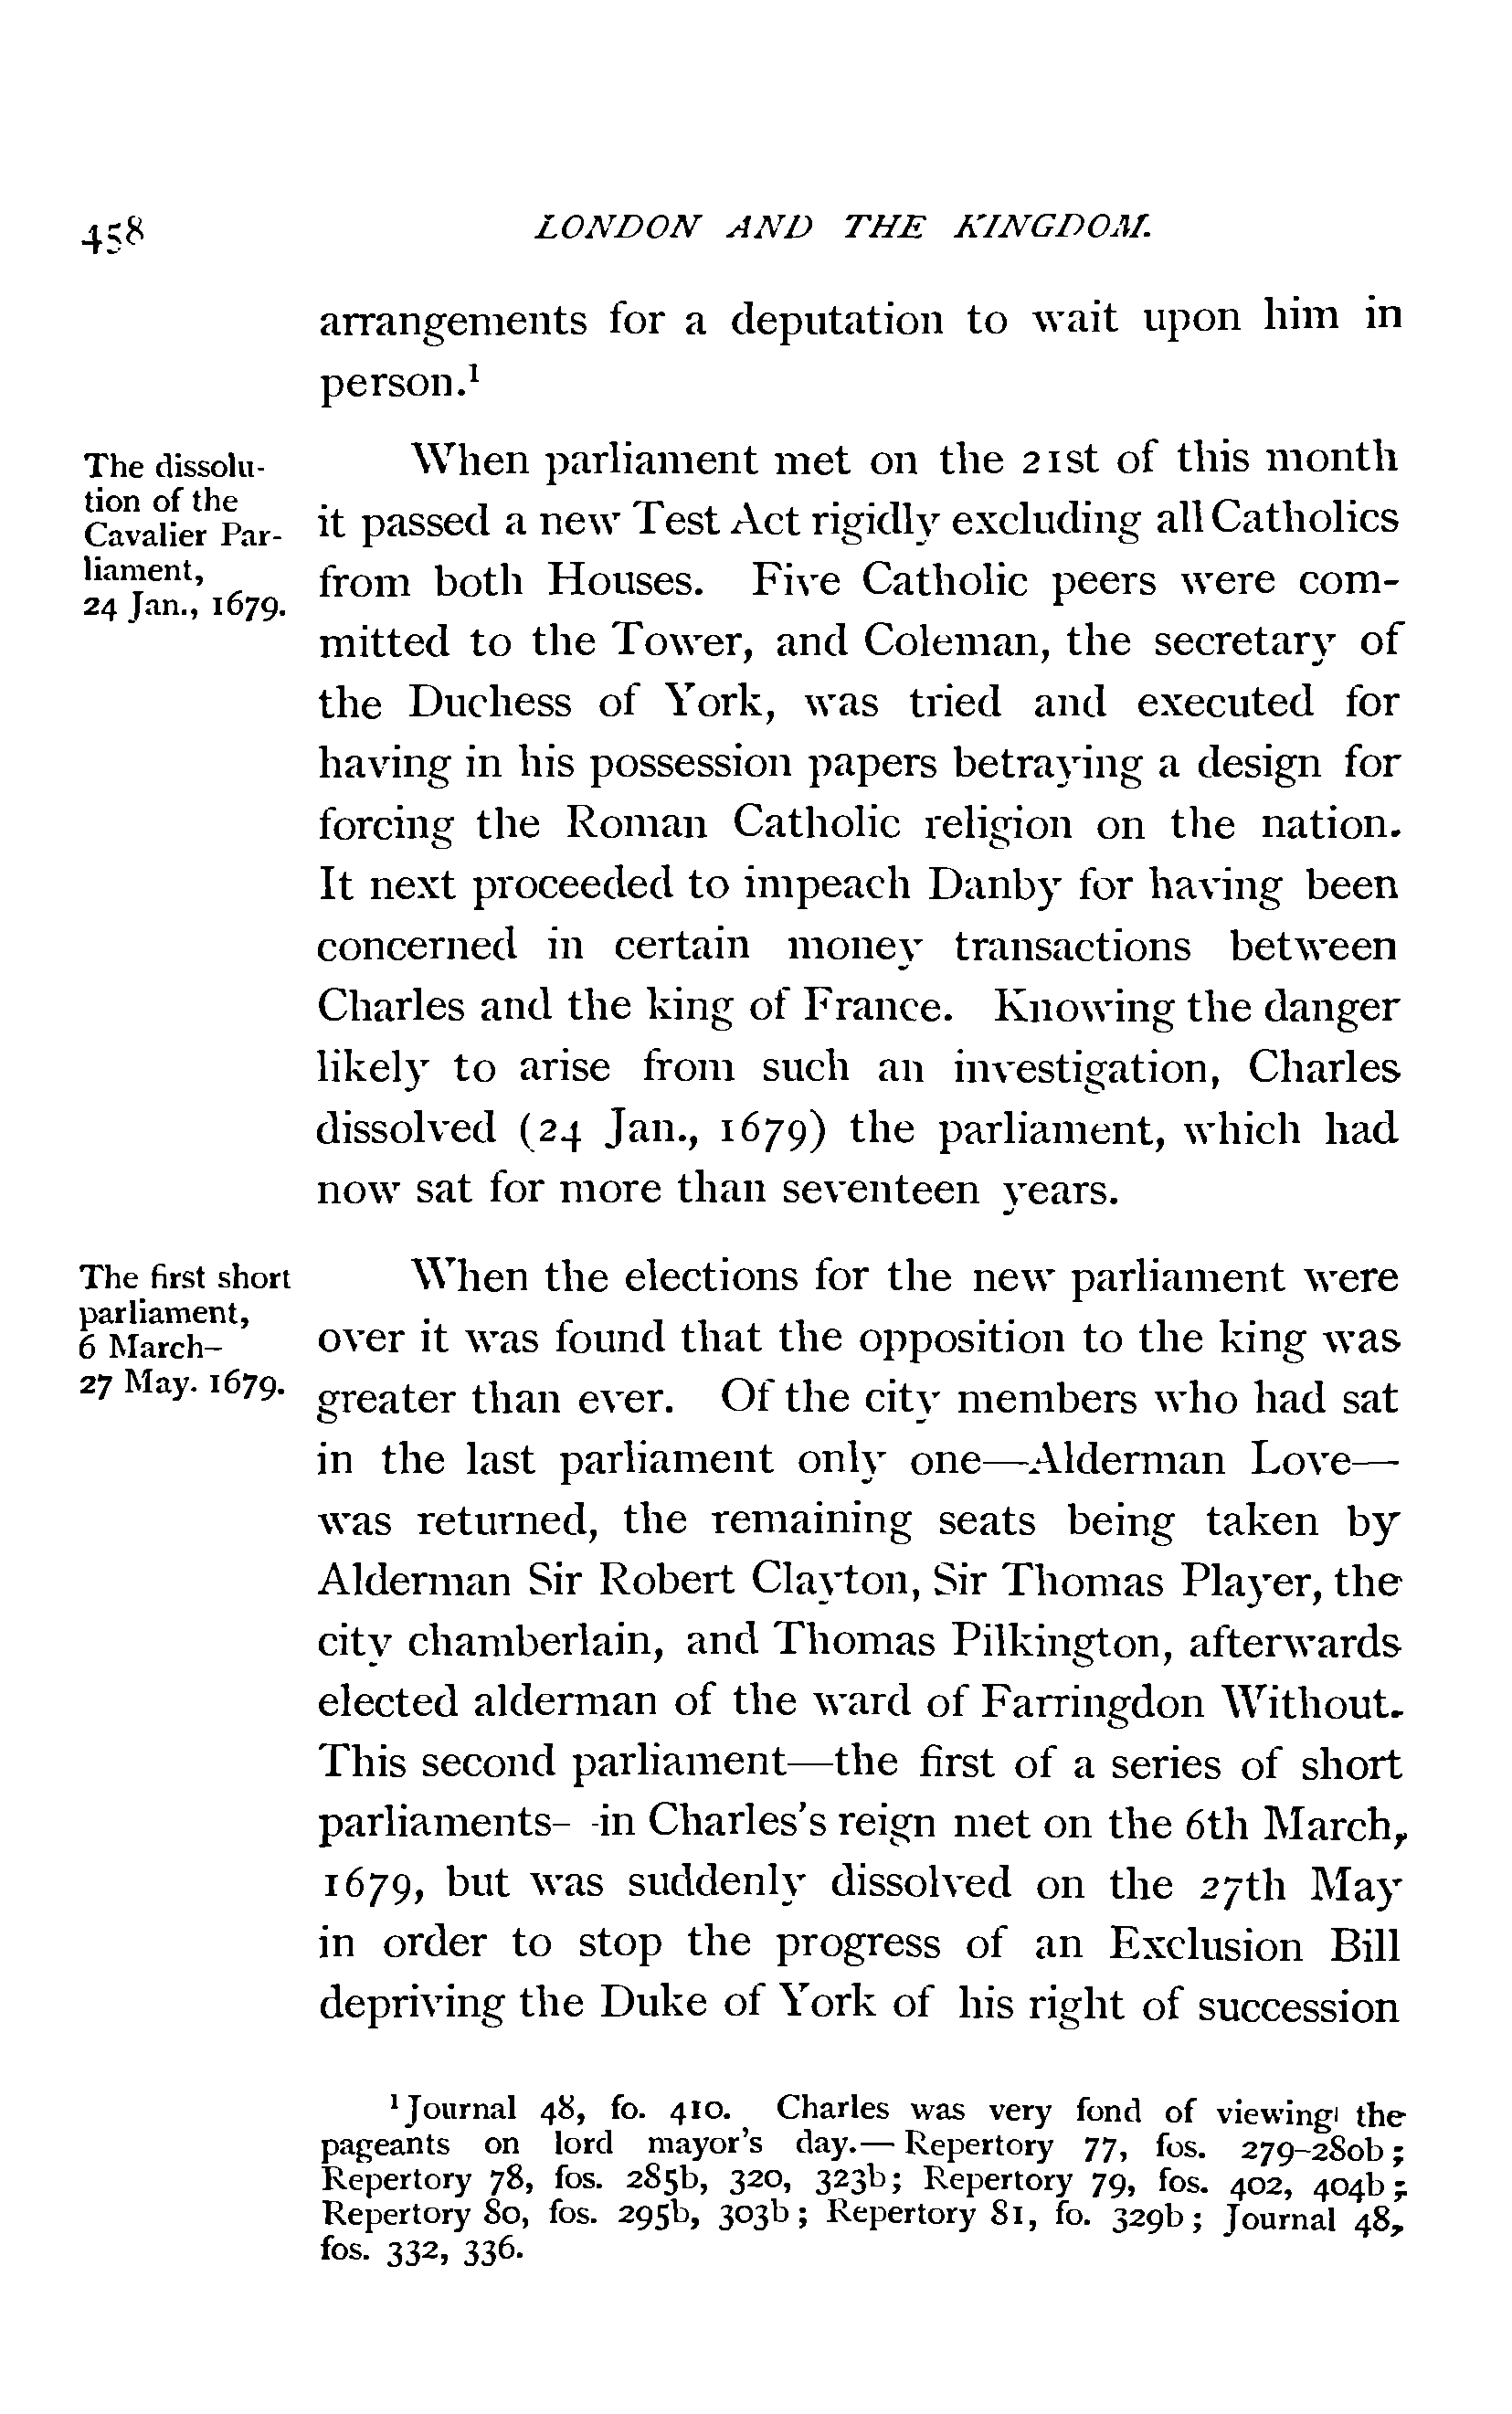 458 LONDON AND THE KINGDOM.
arrangements for a deputation to wait upon him in
person.¹
The dissolu-
tion of the
Cavalier Par-
liament,
24 Jan., 1679.
When parliament met on the 21st of this month
it passed a new Test Act rigidly excluding all Catholics
from both Houses. Five Catholic peers were com-
mitted to the Tower, and Coleman, the secretary of
the Duchess of York, was tried and executed for
having in his possession papers betraying a design for
forcing the Roman Catholic religion on the nation.
It next proceeded to impeach Danby for having been
concerned in certain money transactions between
Charles and the king of France. Knowing the danger
likely to arise from such an investigation, Charles
dissolved (24 Jan., 1679) the parliament, which had
now sat for more than seventeen years.
The first short
parliament,
6 March–
27 May. 1679.
When the elections for the new parliament were
over it was found that the opposition to the king was
greater than ever. Of the city members who had sat
in the last parliament only one—Alderman Love—
was returned, the remaining seats being taken by
Alderman Sir Robert Clayton, Sir Thomas Player, the
city chamberlain, and Thomas Pilkington, afterwards
elected alderman of the ward of Farringdon Without.
This second parliament—the first of a series of short
parliaments- -in Charles's reign met on the 6th March,
1679, but was suddenly dissolved on the 27th May
in order to stop the progress of an Exclusion Bill
depriving the Duke of York of his right of succession
¹ Journal 48, fo. 410. Charles was very fond of viewing the
pageants on lord mayor's day.—Repertory 77, fos. 279–280b;
Repertory 78, fos. 285b, 320, 323b; Repertory 79, fos. 402, 404b;
Repertory 80, fos. 295b, 303b; Repertory 81, fo. 329b; Journal 48,
fos. 332, 336.